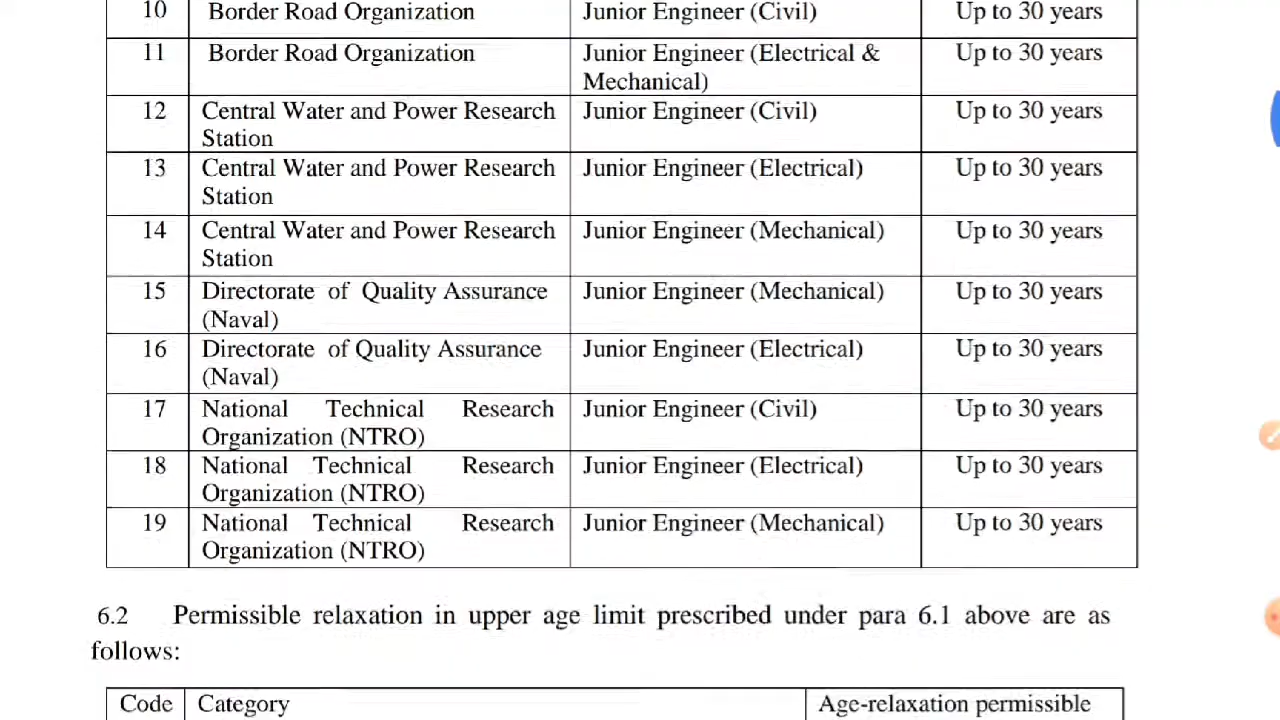 10 Border Road Organization Junior Engineer (Civil) Up to 30 years
11 Border Road Organization Junior Engineer (Electrical & Up to 30 years
Mechanical)
12 Central Water and Power Research Junior Engineer (Civil) Up to 30 years
Station
13 Central Water and Power Research Junior Engineer (Electrical) Up to 30 years
Station
14 Central Water and Power Research Junior Engineer (Mechanical) Up to 30 years
Station
15 Directorate of Quality Assurance Junior Engineer (Mechanical) Up to 30 years
(Naval)
16 Directorate of Quality Assurance Junior Engineer (Electrical) Up to 30 years
(Naval)
17 National Technical Research Junior Engineer (Civil) Up to 30 years
Organization (NTRO)
18 National Technical Research Junior Engineer (Electrical) Up to 30 years
Organization (NTRO)
19 National Technical Research Junior Engineer (Mechanical) Up to 30 years
Organization (NTRO)
6.2 Permissible relaxation in upper age limit prescribed under para 6.1 above are as
follows:
Code Category Age-relaxation permissible